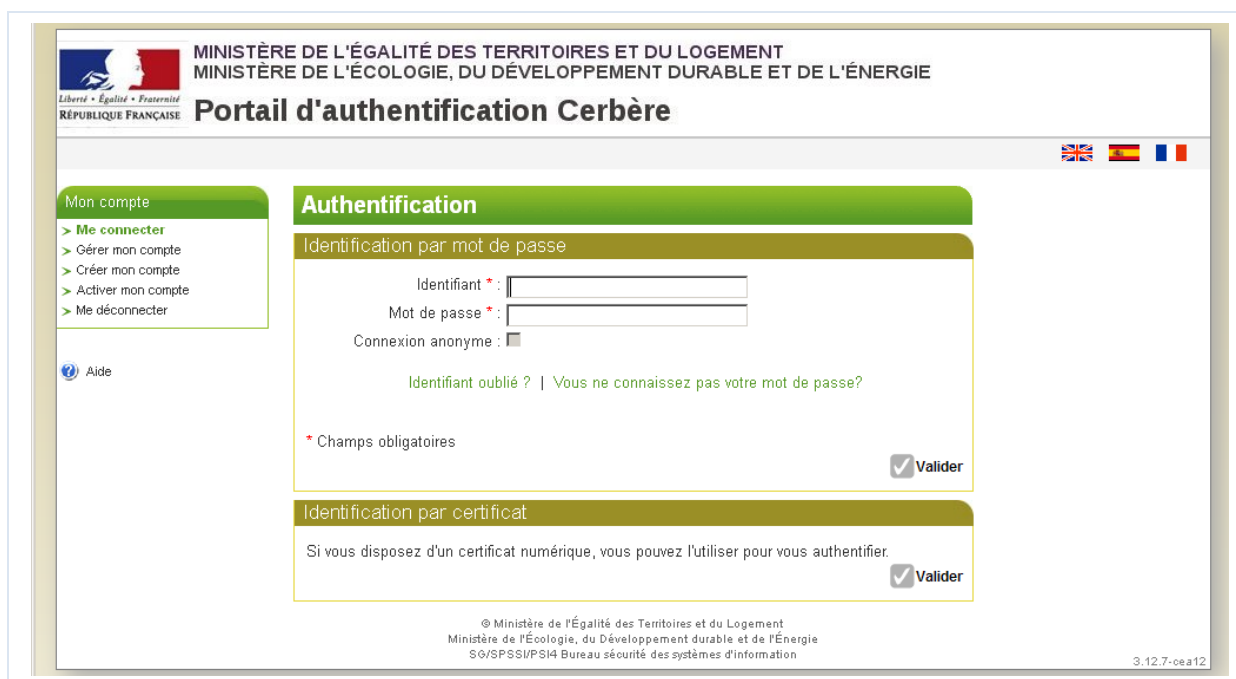 MINISTÈRE DE L'ÉGALITÉ DES TERRITOIRES ET DU LOGEMENT
MINISTÈRE DE L'ÉCOLOGIE, DU DÉVELOPPEMENT DURABLE ET DE L'ÉNERGIE
Liberté • Égalité • Fraternité
RÉPUBLIQUE FRANÇAISE
Portail d'authentification Cerbère
Mon compte
> Me connecter
> Gérer mon compte
> Créer mon compte
> Activer mon compte
> Me déconnecter
? Aide
Authentification
Identification par mot de passe
Identifiant * :
Mot de passe * :
Connexion anonyme :
Identifiant oublié ? | Vous ne connaissez pas votre mot de passe?
* Champs obligatoires
Valider
Identification par certificat
Si vous disposez d'un certificat numérique, vous pouvez l'utiliser pour vous authentifier.
Valider
© Ministère de l'Égalité des Territoires et du Logement
Ministère de l'Écologie, du Développement durable et de l'Énergie
SG/SPSSI/PSI4 Bureau sécurité des systèmes d'information
3.12.7-cea12